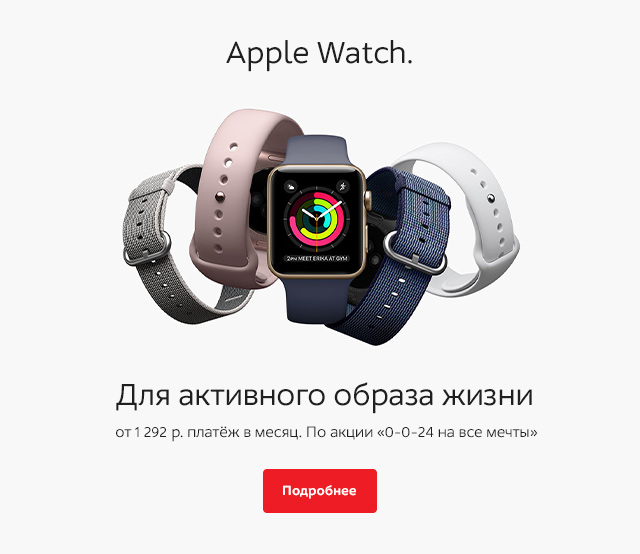 Apple Watch.
2PM MEET ERIKA AT GYM
Для активного образа жизни
от 1 292 р. платёж в месяц. По акции «0-0-24 на все мечты»
Подробнее